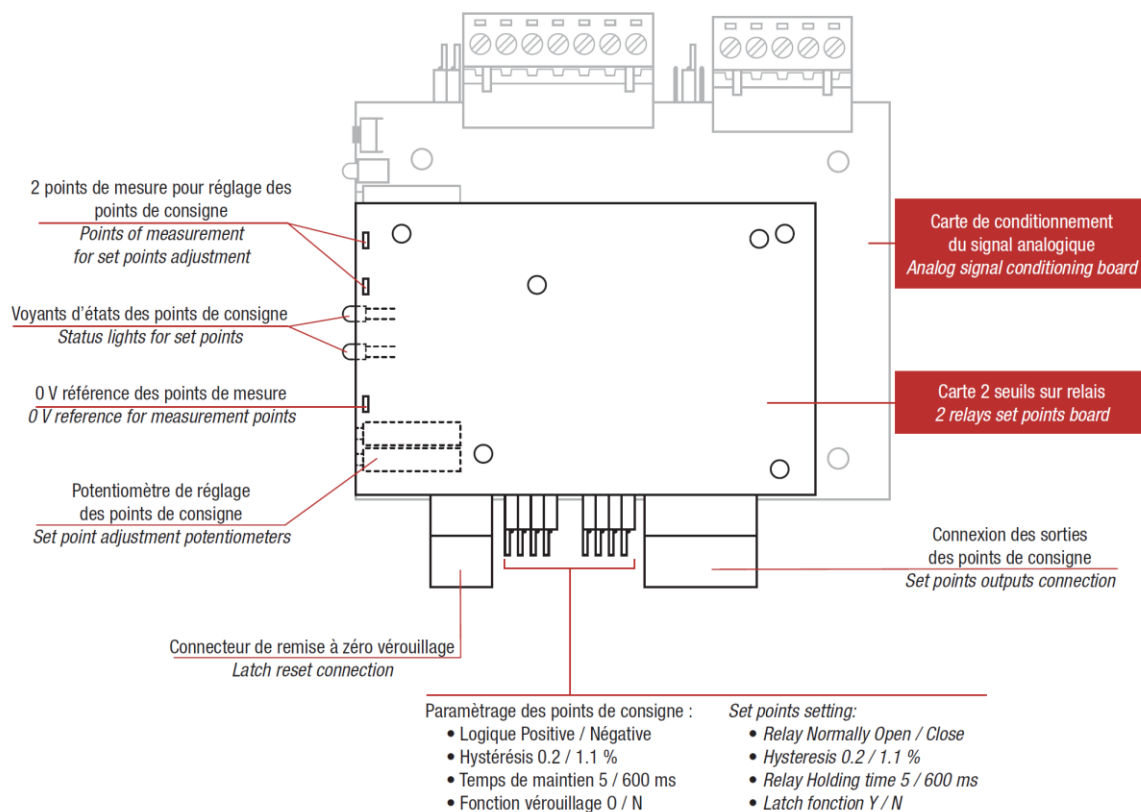 2 points de mesure pour réglage des
points de consigne
Points of measurement
for set points adjustment
Voyants d'états des points de consigne
Status lights for set points
0 V référence des points de mesure
0 V reference for measurement points
Potentiomètre de réglage
des points de consigne
Set point adjustment potentiometers
Connecteur de remise à zéro vérouillage
Latch reset connection
Carte de conditionnement
du signal analogique
Analog signal conditioning board
Carte 2 seuils sur relais
2 relays set points board
Connexion des sorties
des points de consigne
Set points outputs connection
Paramètrage des points de consigne :
• Logique Positive / Négative
• Hystérésis 0.2 / 1.1 %
• Temps de maintien 5 / 600 ms
• Fonction vérouillage O / N
Set points setting:
• Relay Normally Open / Close
• Hysteresis 0.2 / 1.1 %
• Relay Holding time 5 / 600 ms
• Latch fonction Y / N